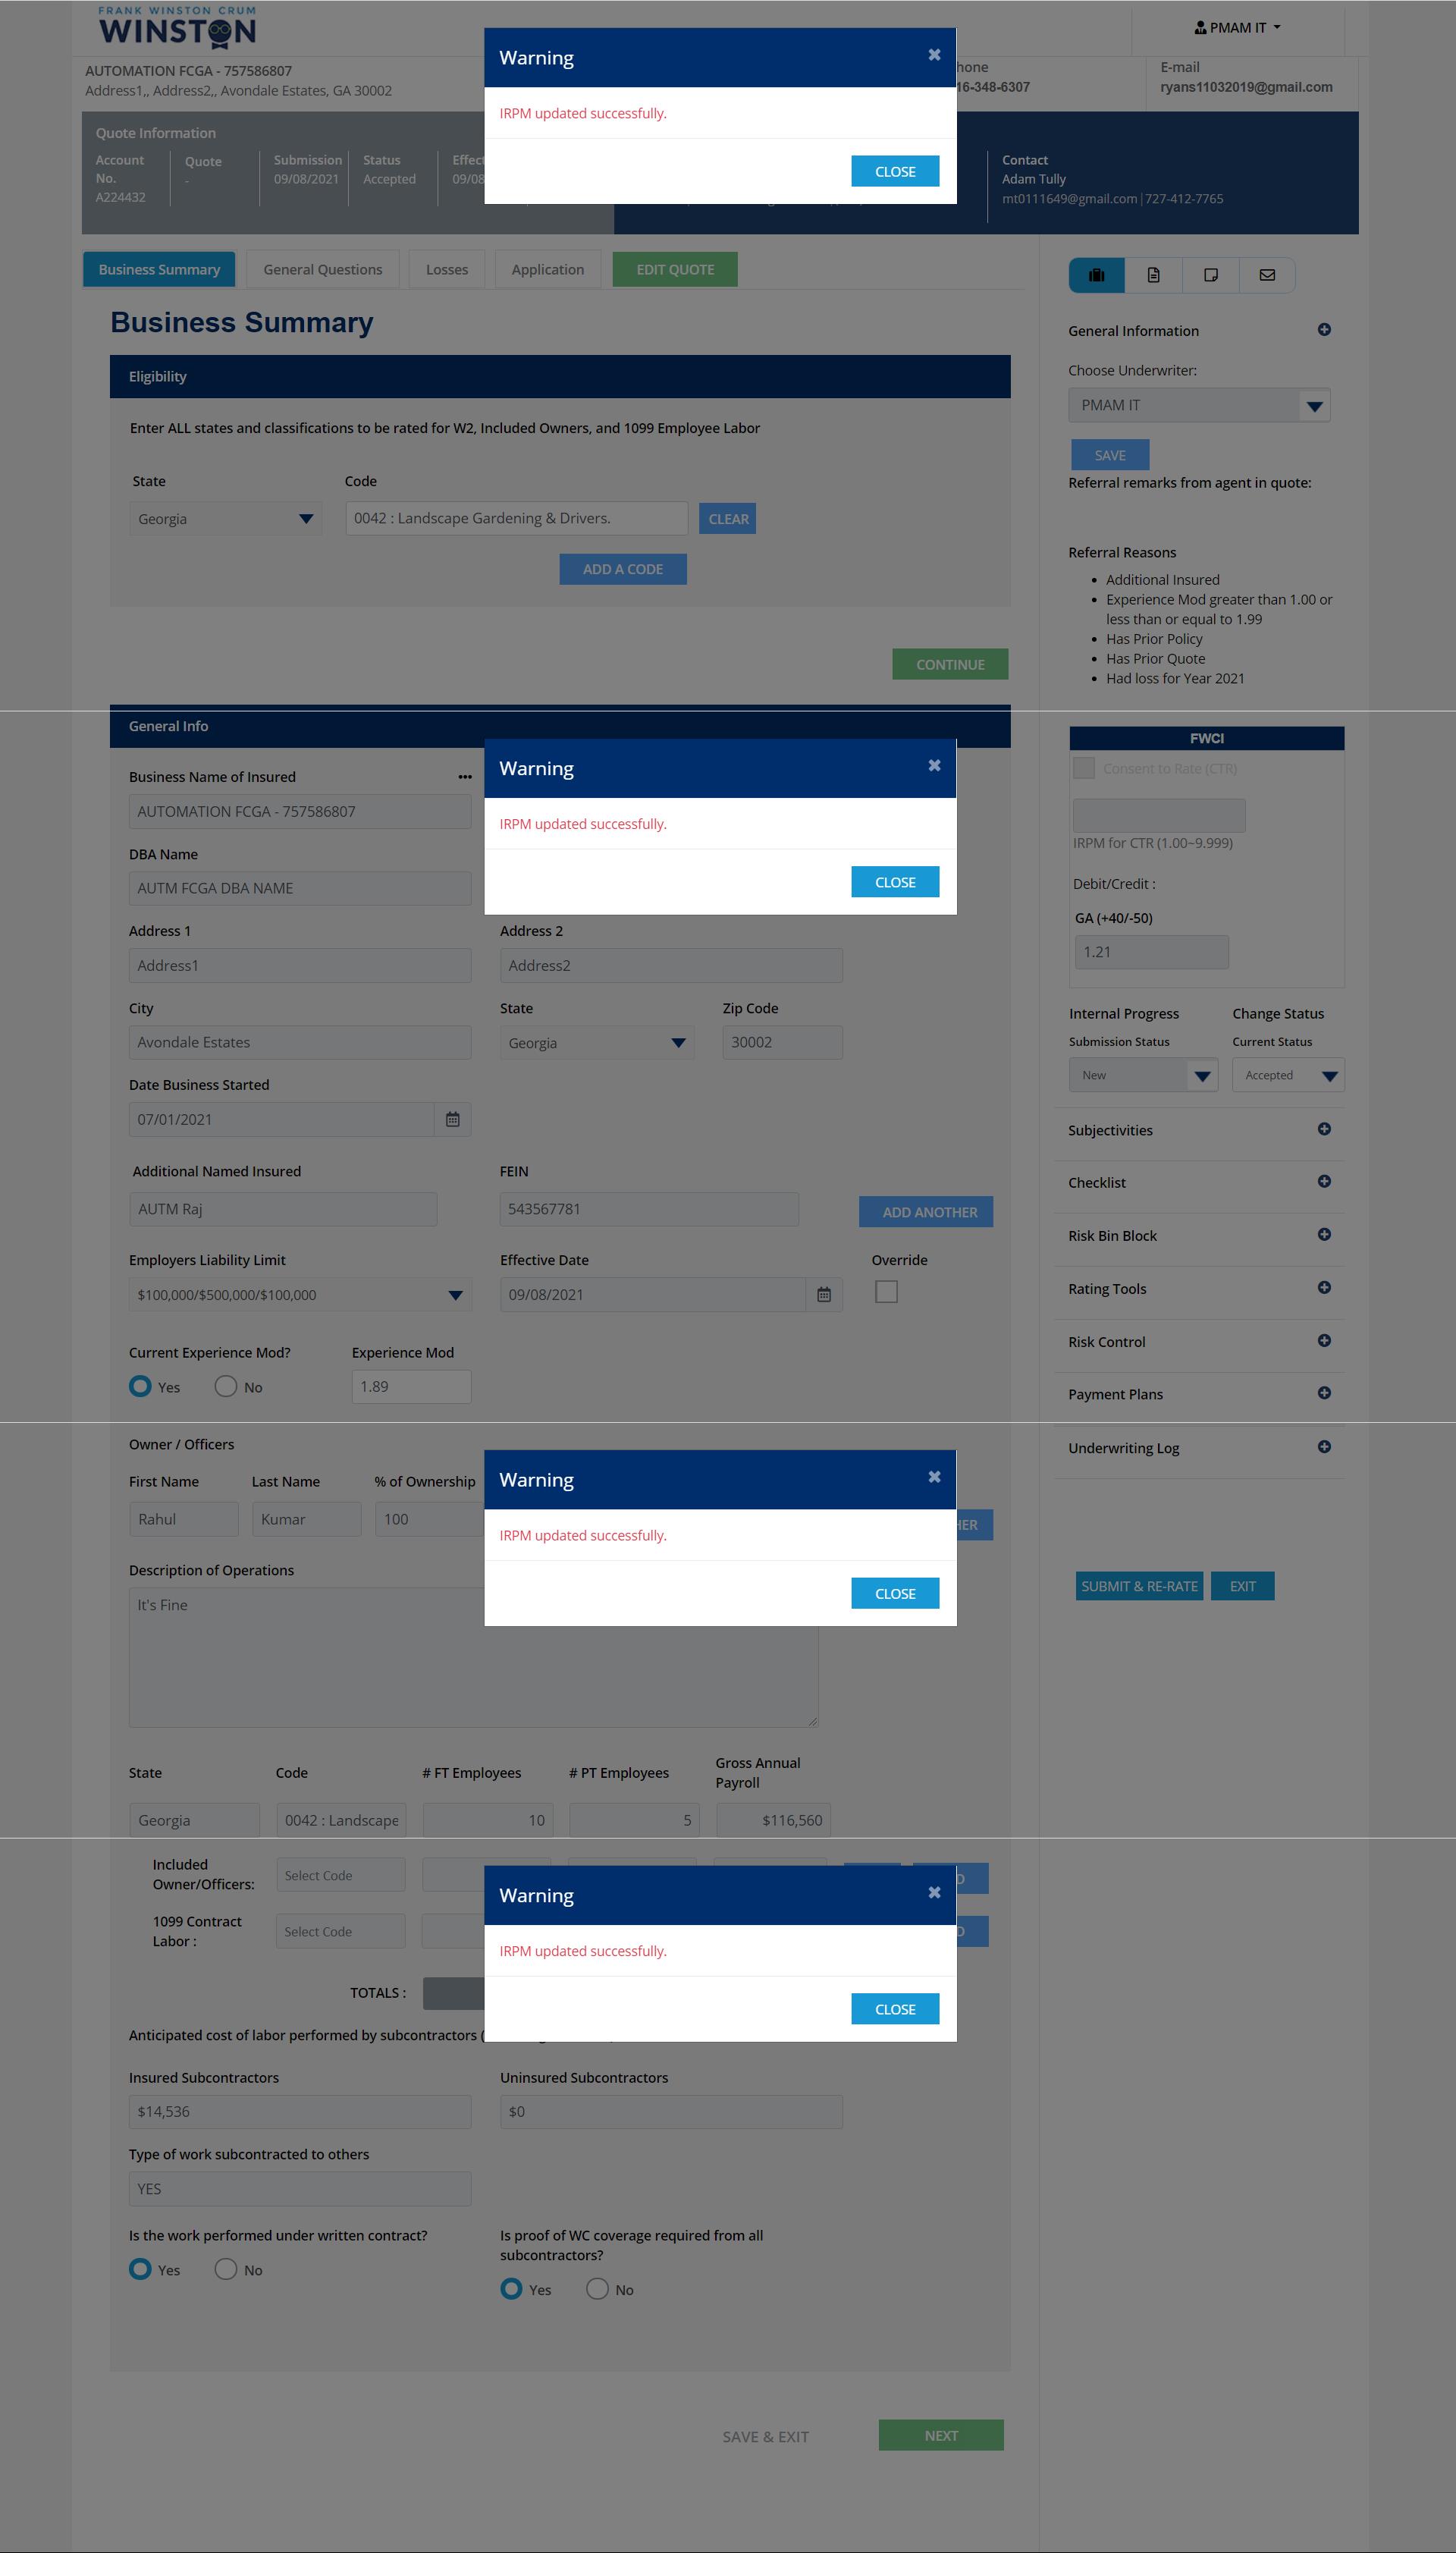 FRANK WINSTON CRUM
WINSTON
PMAM IT
AUTOMATION FCGA - 757586807
Address1,, Address2,, Avondale Estates, GA 30002
hone
16-348-6307
E-mail
ryans11032019@gmail.com
Warning
IRPM updated successfully.
CLOSE
Quote Information
Account No.
A224432
Quote
-
Submission
09/08/2021
Status
Accepted
Effect
09/08
Contact
Adam Tully
mt0111649@gmail.com|727-412-7765
Business Summary
General Questions
Losses
Application
EDIT QUOTE
Business Summary
Eligibility
Enter ALL states and classifications to be rated for W2, Included Owners, and 1099 Employee Labor
State
Code
Georgia
0042 : Landscape Gardening & Drivers.
CLEAR
ADD A CODE
CONTINUE
General Information
Choose Underwriter:
PMAM IT
SAVE
Referral remarks from agent in quote:
Referral Reasons
• Additional Insured
• Experience Mod greater than 1.00 or
less than or equal to 1.99
• Has Prior Policy
• Has Prior Quote
• Had loss for Year 2021
General Info
Warning
IRPM updated successfully.
CLOSE
Business Name of Insured
•••
AUTOMATION FCGA - 757586807
DBA Name
AUTM FCGA DBA NAME
Address 1
Address 2
Address1
Address2
City
State
Zip Code
Avondale Estates
Georgia
30002
Date Business Started
07/01/2021
Additional Named Insured
FEIN
AUTM Raj
543567781
ADD ANOTHER
Employers Liability Limit
Effective Date
Override
$100,000/$500,000/$100,000
09/08/2021
Current Experience Mod?
Experience Mod
Yes
No
1.89
FWCI
Consent to Rate (CTR)
IRPM for CTR (1.00~9.999)
Debit/Credit :
GA (+40/-50)
1.21
Internal Progress
Change Status
Submission Status
Current Status
New
Accepted
Subjectivities
Checklist
Risk Bin Block
Rating Tools
Risk Control
Payment Plans
Underwriting Log
SUBMIT & RE-RATE
EXIT
Owner / Officers
Warning
IRPM updated successfully.
CLOSE
First Name
Last Name
% of Ownership
Rahul
Kumar
100
HER
Description of Operations
It's Fine
State
Code
# FT Employees
# PT Employees
Gross Annual
Payroll
Georgia
0042 : Landscape
10
5
$116,560
Included
Owner/Officers:
Select Code
D
1099 Contract
Labor :
Select Code
D
Warning
IRPM updated successfully.
CLOSE
TOTALS :
Anticipated cost of labor performed by subcontractors (
Insured Subcontractors
Uninsured Subcontractors
$14,536
$0
Type of work subcontracted to others
YES
Is the work performed under written contract?
Yes
No
Is proof of WC coverage required from all
subcontractors?
Yes
No
SAVE & EXIT
NEXT